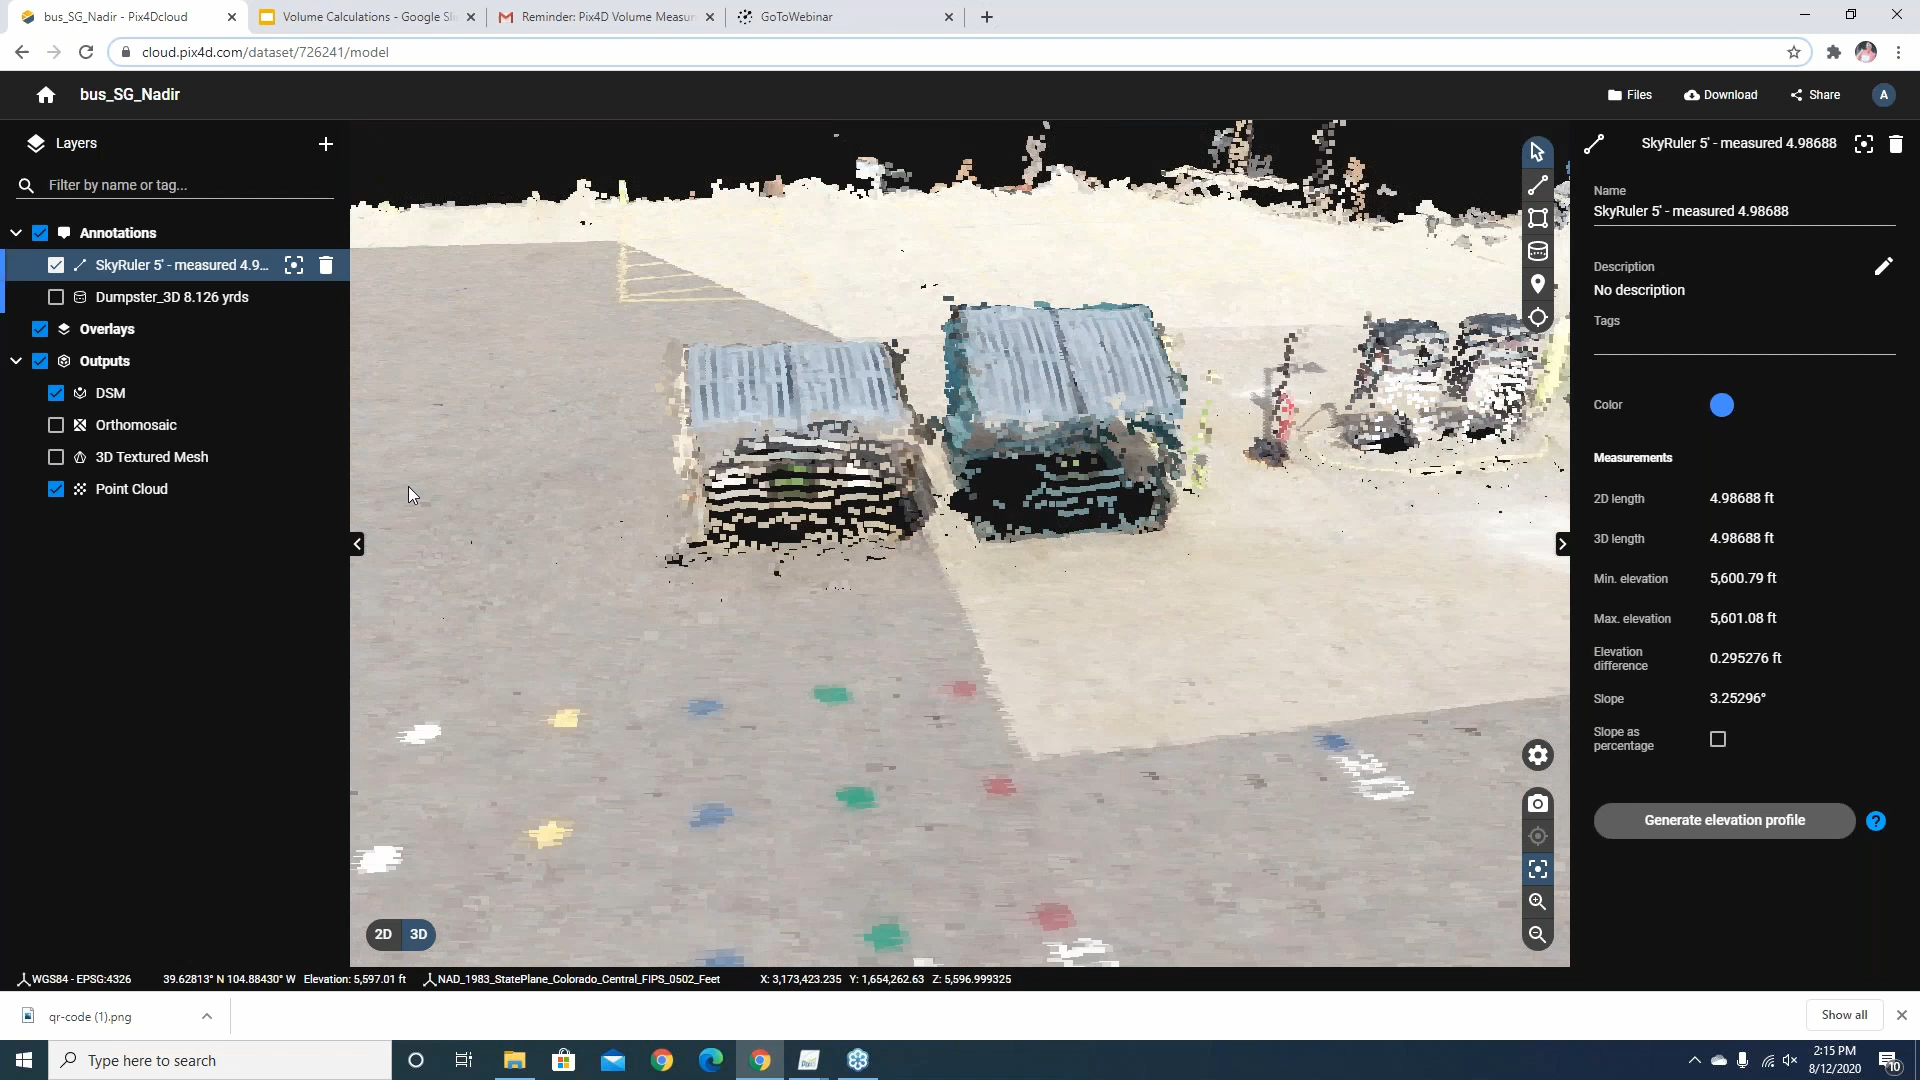 bus_SG_Nadir - Pix4Dcloud
Volume Calculations - Google Sli
Reminder: Pix4D Volume Measur
GoToWebinar
cloud.pix4d.com/dataset/726241/model
bus_SG_Nadir
Files
Download
Share
A
Layers
Filter by name or tag...
Annotations
SkyRuler 5' - measured 4.9...
Dumpster_3D 8.126 yrds
Overlays
Outputs
DSM
Orthomosaic
3D Textured Mesh
Point Cloud
2D 3D
SkyRuler 5' - measured 4.98688
Name
SkyRuler 5' - measured 4.98688
Description
No description
Tags
Color
Measurements
2D length 4.98688 ft
3D length 4.98688 ft
Min. elevation 5,600.79 ft
Max. elevation 5,601.08 ft
Elevation difference 0.295276 ft
Slope 3.25296°
Slope as percentage
Generate elevation profile
?
WGS84 - EPSG:4326 39.62813° N 104.88430° W Elevation: 5,597.01 ft NAD_1983_StatePlane_Colorado_Central_FIPS_0502_Feet X: 3,173,423.235 Y: 1,654,262.63 Z: 5,596.999325
qr-code (1).png
Show all
Type here to search
2:15 PM
8/12/2020
10